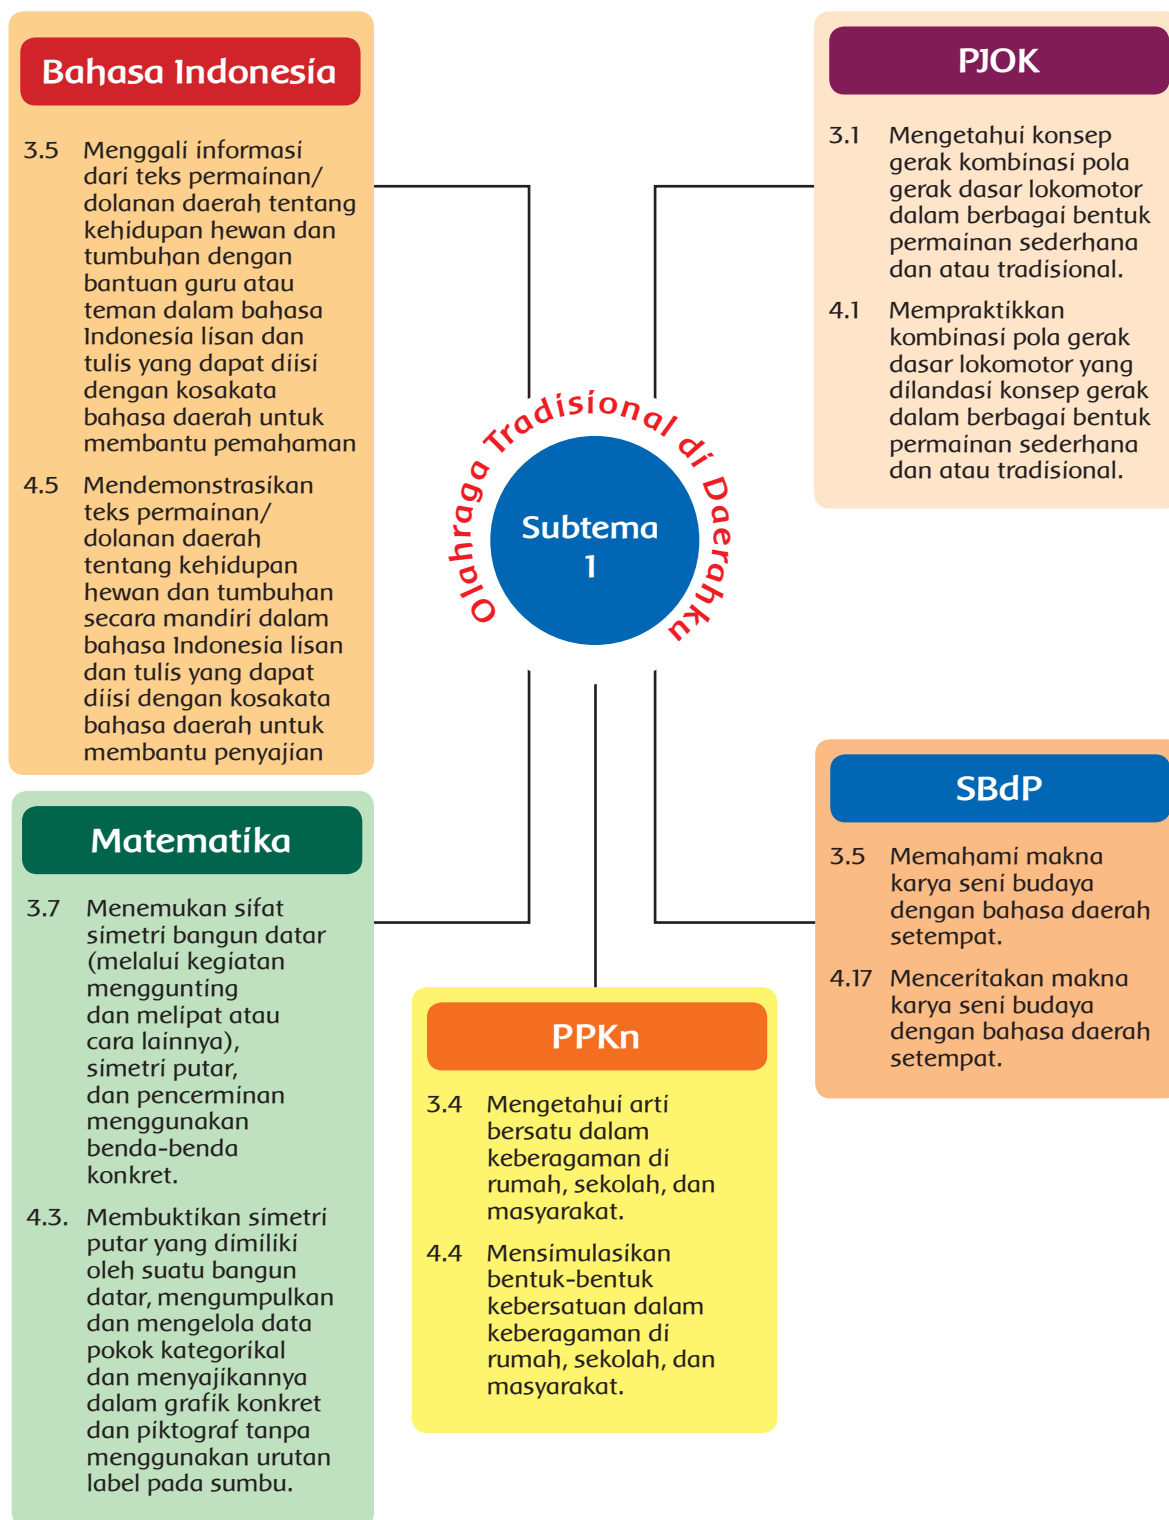 Bahasa Indonesia
3.5 Menggali informasi
dari teks permainan/
dolanan daerah tentang
kehidupan hewan dan
tumbuhan dengan
bantuan guru atau
teman dalam bahasa
Indonesia lisan dan
tulis yang dapat diisi
dengan kosakata
bahasa daerah untuk
membantu pemahaman
4.5 Mendemonstrasikan
teks permainan/
dolanan daerah
tentang kehidupan
hewan dan tumbuhan
secara mandiri dalam
bahasa Indonesia lisan
dan tulis yang dapat
diisi dengan kosakata
bahasa daerah untuk
membantu penyajian
PJOK
3.1 Mengetahui konsep
gerak kombinasi pola
gerak dasar lokomotor
dalam berbagai bentuk
permainan sederhana
dan atau tradisional.
4.1 Mempraktikkan
kombinasi pola gerak
dasar lokomotor yang
dilandasi konsep gerak
dalam berbagai bentuk
permainan sederhana
dan atau tradisional.
Olahraga Tradisional di Daerahku
Subtema
1
Matematika
3.7 Menemukan sifat
simetri bangun datar
(melalui kegiatan
menggunting
dan melipat atau
cara lainnya),
simetri putar,
dan pencerminan
menggunakan
benda-benda
konkret.
4.3. Membuktikan simetri
putar yang dimiliki
oleh suatu bangun
datar, mengumpulkan
dan mengelola data
pokok kategorikal
dan menyajikannya
dalam grafik konkret
dan piktograf tanpa
menggunakan urutan
label pada sumbu.
PPKn
3.4 Mengetahui arti
bersatu dalam
keberagaman di
rumah, sekolah, dan
masyarakat.
4.4 Mensimulasikan
bentuk-bentuk
kebersatuan dalam
keberagaman di
rumah, sekolah, dan
masyarakat.
SBdP
3.5 Memahami makna
karya seni budaya
dengan bahasa daerah
setempat.
4.17 Menceritakan makna
karya seni budaya
dengan bahasa daerah
setempat.